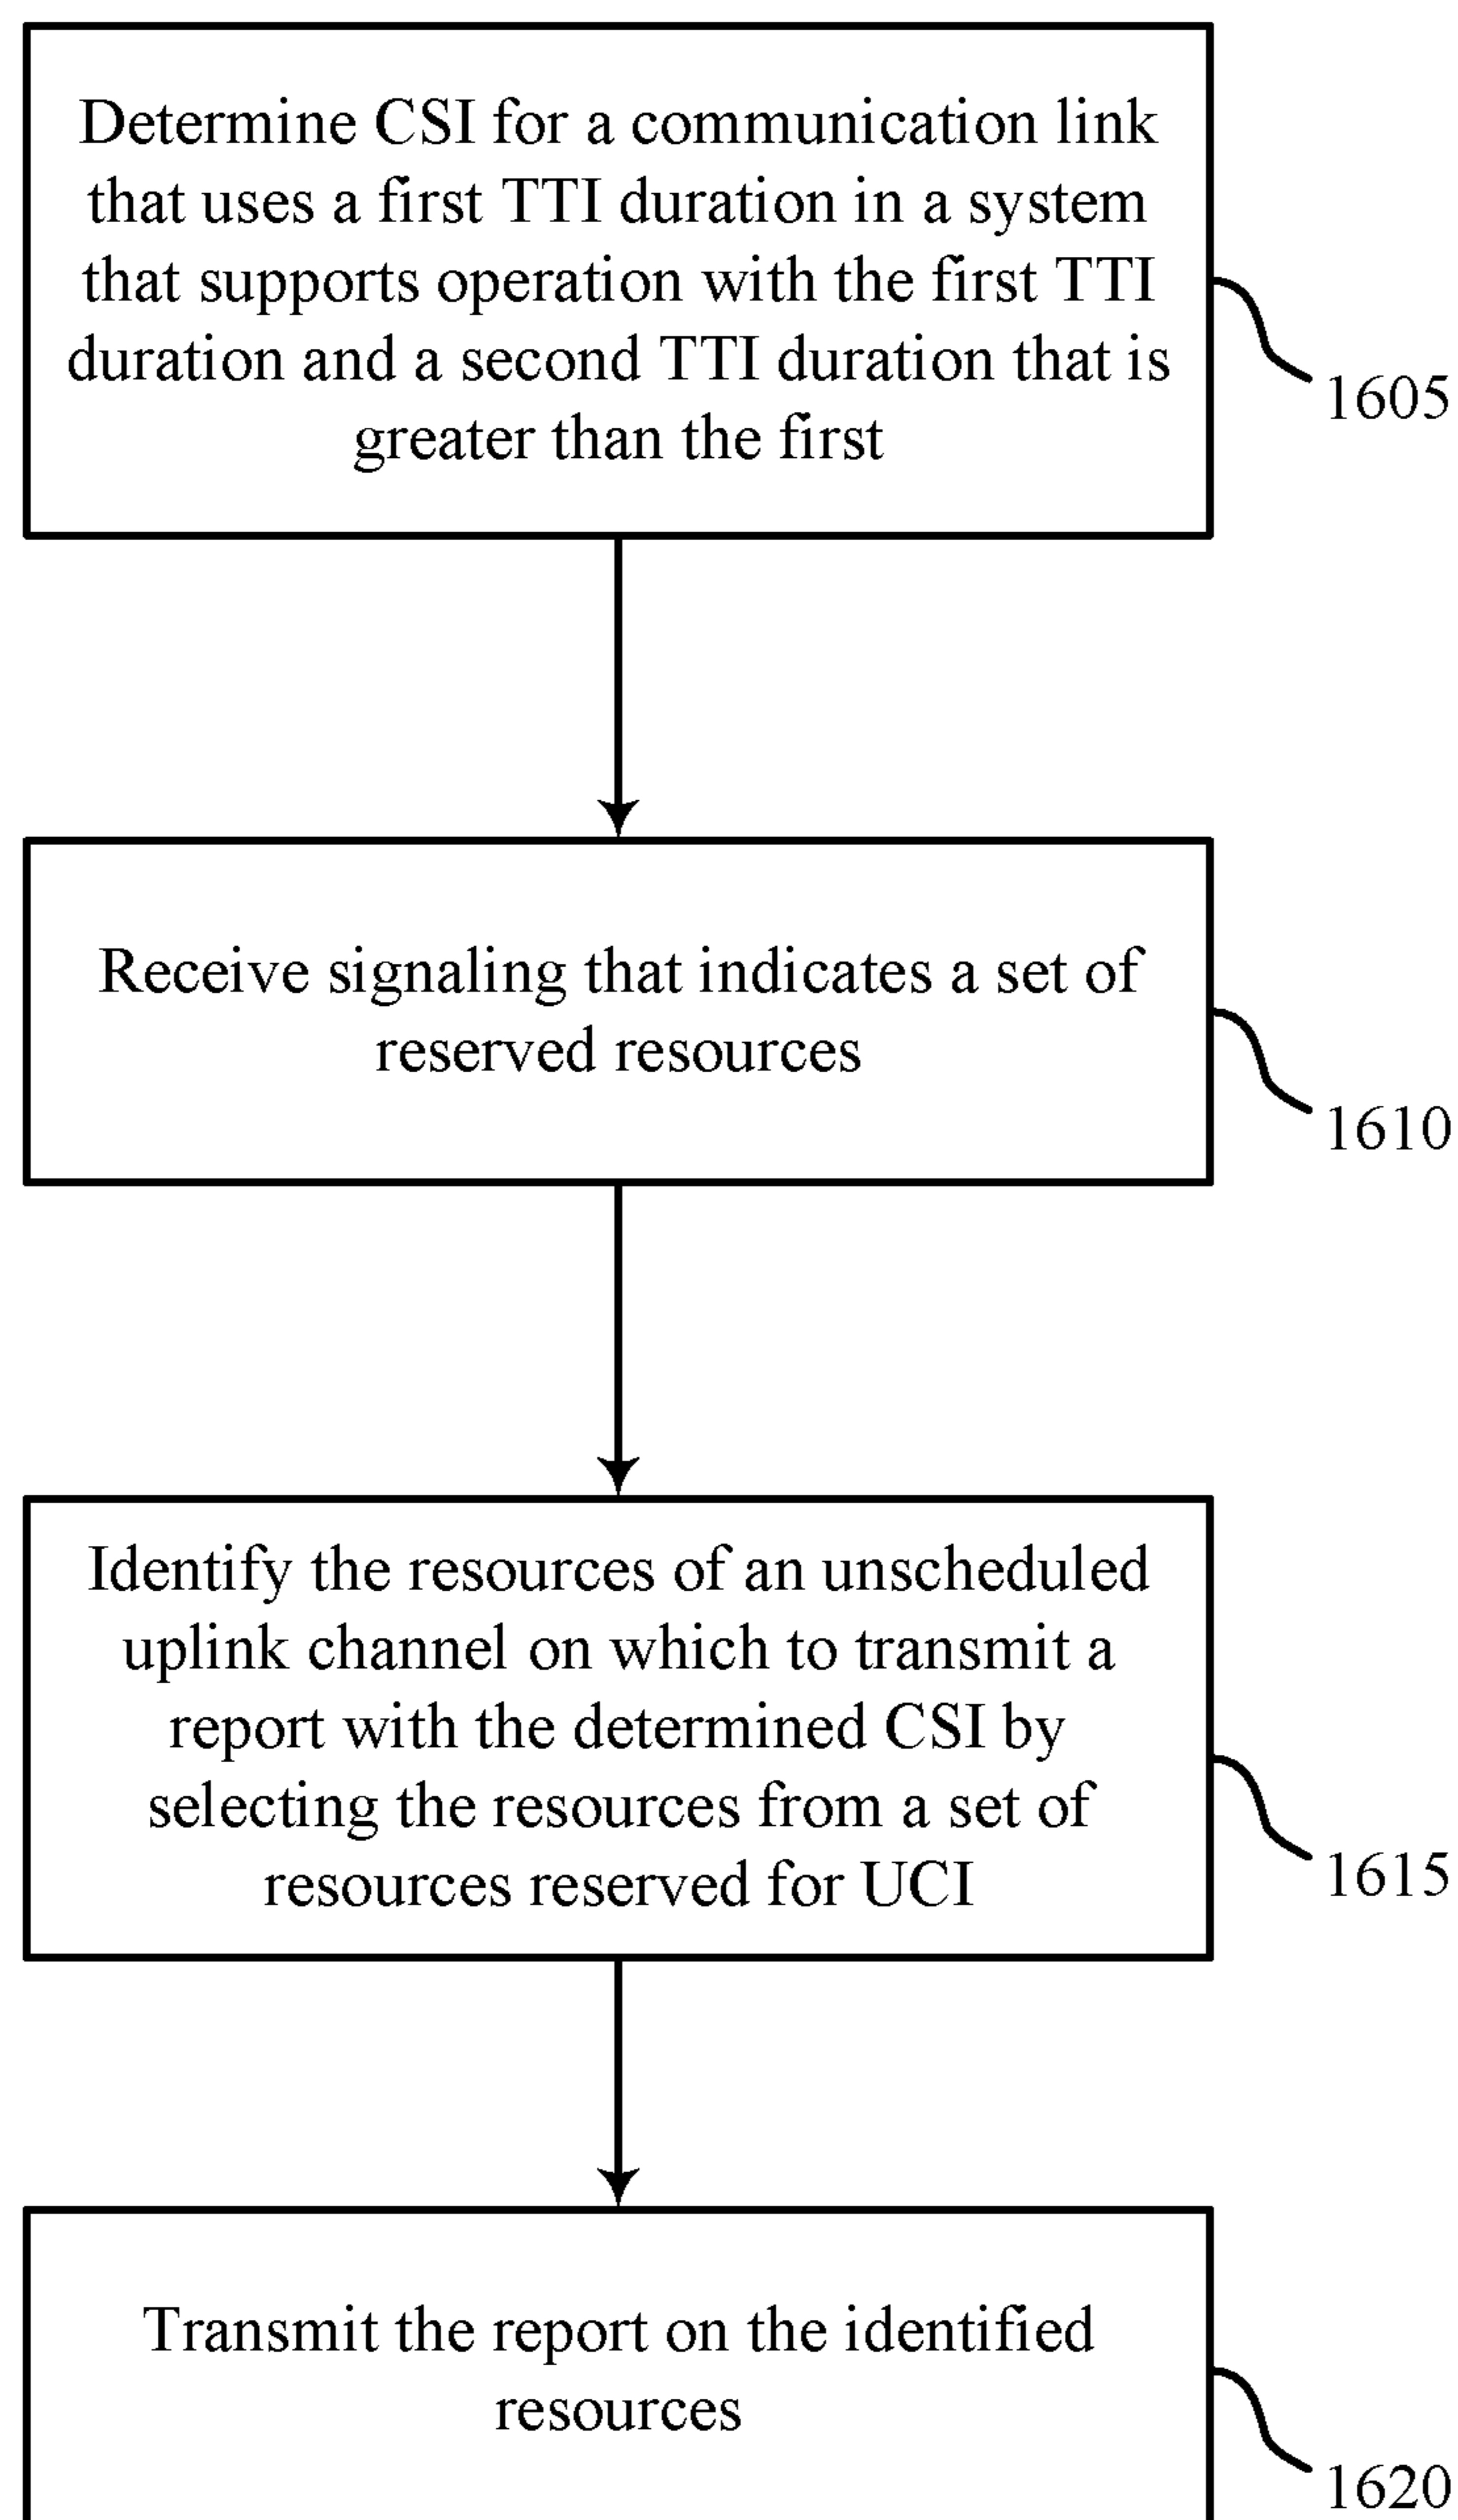 Determine CSI for a communication link
that uses a first TTI duration in a system
that supports operation with the first TTI
duration and a second TTI duration that is
greater than the first
1605
Receive signaling that indicates a set of
reserved resources
1610
Identify the resources of an unscheduled
uplink channel on which to transmit a
report with the determined CSI by
selecting the resources from a set of
resources reserved for UCI
1615
Transmit the report on the identified
resources
1620